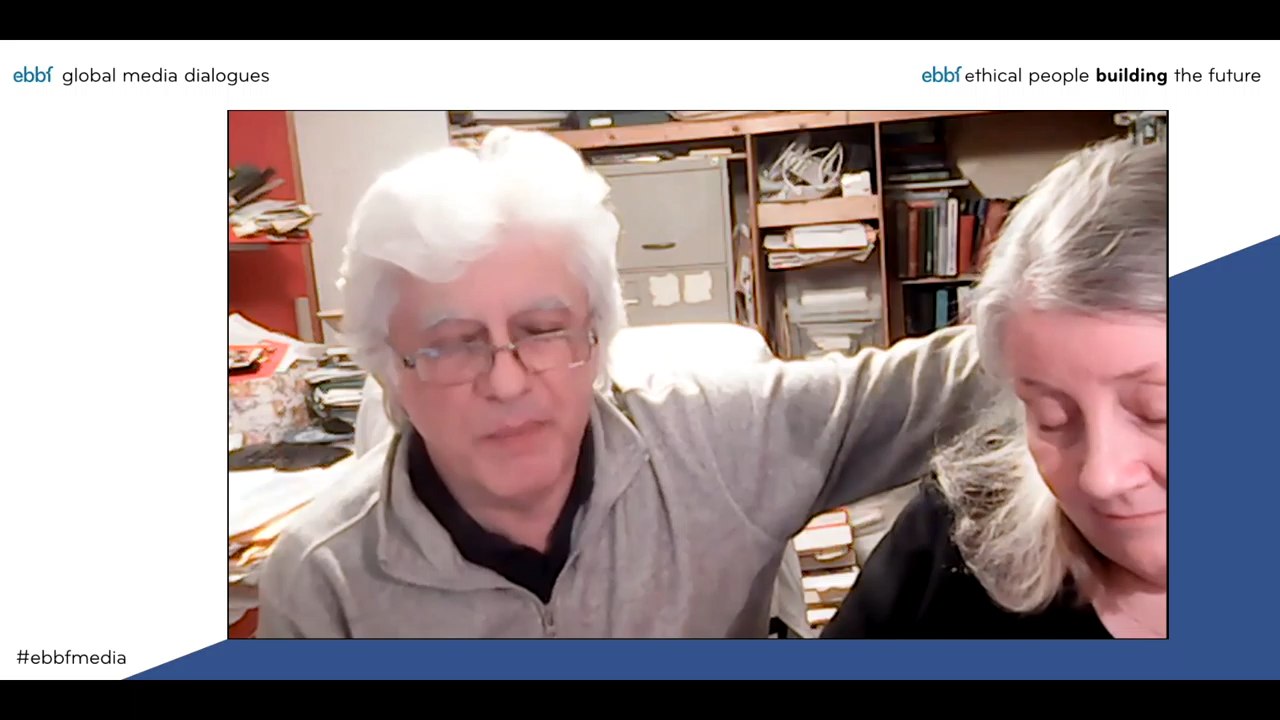 ebbf global media dialogues
ebbf ethical people building the future
#ebbfmedia